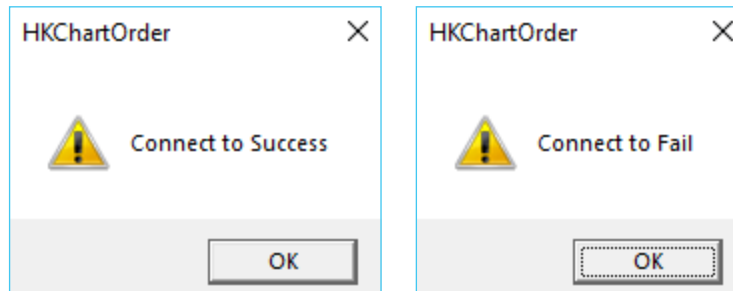 HKChartOrder
Connect to Success
OK
HKChartOrder
Connect to Fail
OK